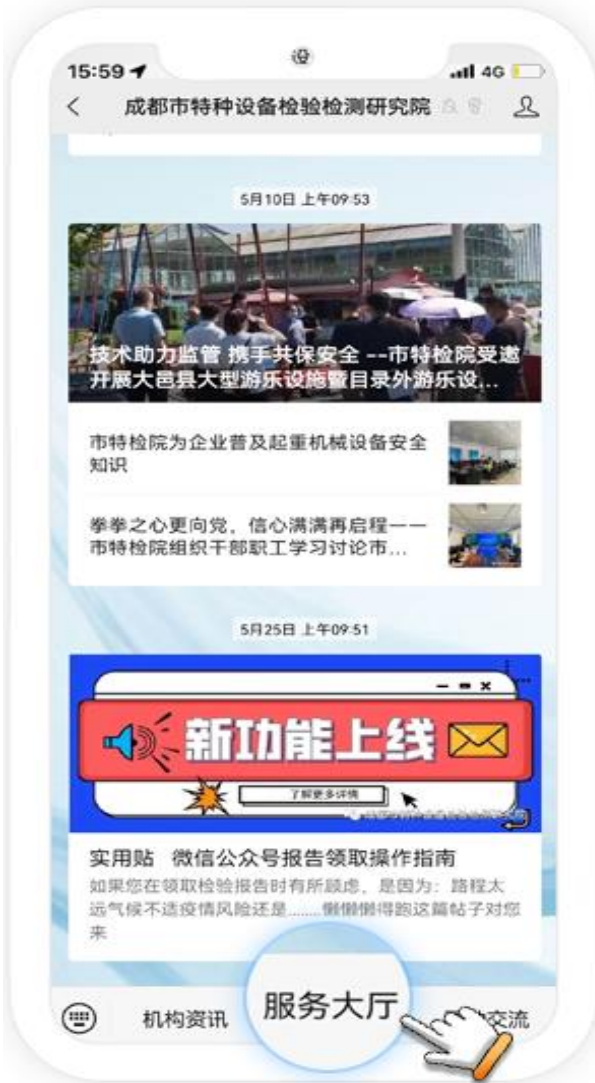 15:59
4G
成都市特种设备检验检测研究院
5月10日 上午09:53
技术助力监管 携手共保安全 --市特检院受邀
开展大邑县大型游乐设施暨目录外游乐设...
市特检院为企业普及起重机械设备安全
知识
拳拳之心更向党，信心满满再启程——
市特检院组织干部职工学习讨论市...
5月25日 上午09:51
新功能上线
了解更多详情
实用贴 微信公众号报告领取操作指南
如果您在领取检验报告时有所顾虑，是因为：路程太
远气候不适疫情风险还是……懒懒懒得跑这篇帖子对您
来
机构资讯
服务大厅
交流